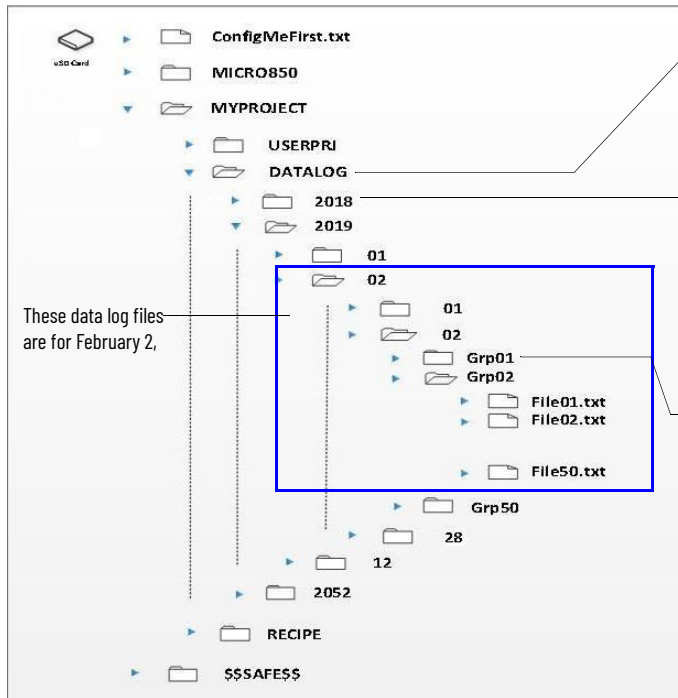 ConfigMeFirst.txt
uSD Card
MICRO850
MYPROJECT
USERPRJ
DATALOG
2018
2019
01
02
01
These data log files
are for February 2,
02
Grp01
Grp02
File01.txt
File02.txt
File50.txt
Grp50
28
12
2052
RECIPE
$$SAFE$$